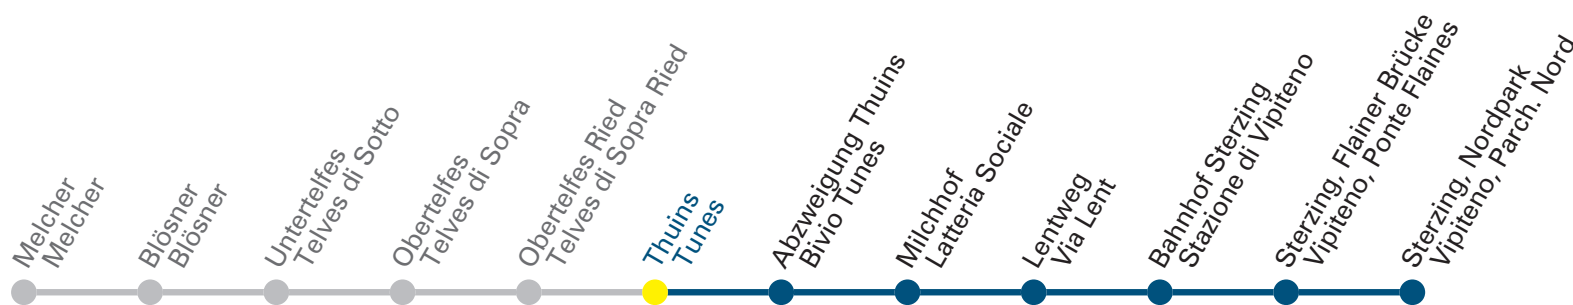 Melcher
Melcher
Blösner
Blösner
Untertelfes
Telves di Sotto
Obertelfes
Telves di Sopra
Obertelfes Ried
Telves di Sopra Ried
Thuins
Tunes
Abzweigung Thuins
Bivio Tunes
Milchhof
Latteria Sociale
Lentweg
Via Lent
Bahnhof Sterzing
Stazione di Vipiteno
Sterzing, Flainer Brücke
Vipiteno, Ponte Flaines
Sterzing, Nordpark
Vipiteno, Parch. Nord